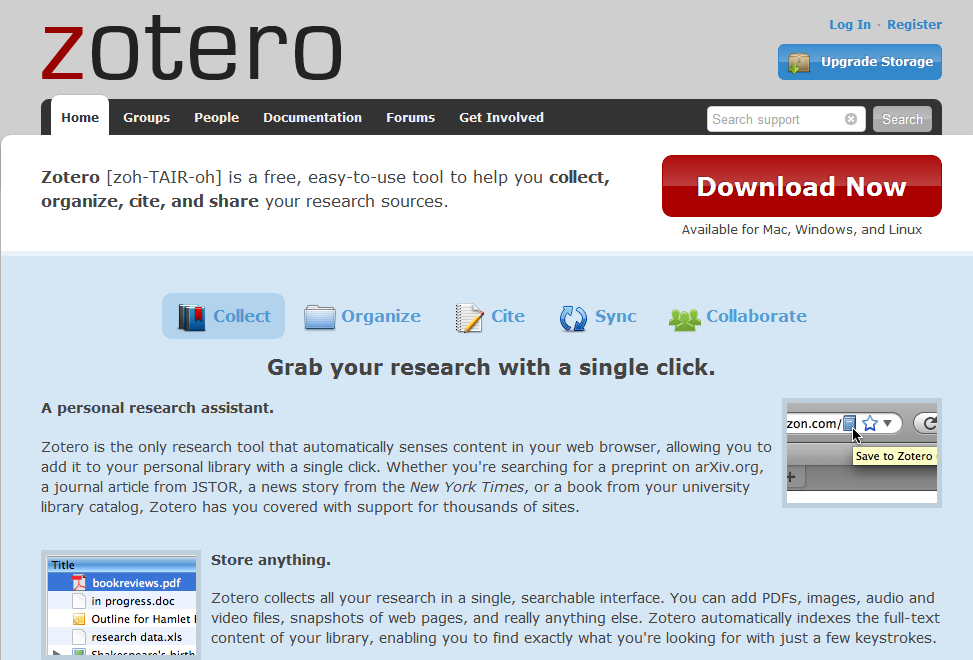 zotero
Log In · Register
Upgrade Storage
Home Groups People Documentation Forums Get Involved
Search support
Search
Zotero [zoh-TAIR-oh] is a free, easy-to-use tool to help you collect,
organize, cite, and share your research sources.
Download Now
Available for Mac, Windows, and Linux
Collect Organize Cite Sync Collaborate
Grab your research with a single click.
A personal research assistant.
Zotero is the only research tool that automatically senses content in your web browser, allowing you to
add it to your personal library with a single click. Whether you're searching for a preprint on arXiv.org,
a journal article from JSTOR, a news story from the New York Times, or a book from your university
library catalog, Zotero has you covered with support for thousands of sites.
zon.com/
Save to Zotero
Title
bookreviews.pdf
in progress.doc
Outline for Hamlet
research data.xls
Shakespeare's birth
Store anything.
Zotero collects all your research in a single, searchable interface. You can add PDFs, images, audio and
video files, snapshots of web pages, and really anything else. Zotero automatically indexes the full-text
content of your library, enabling you to find exactly what you're looking for with just a few keystrokes.